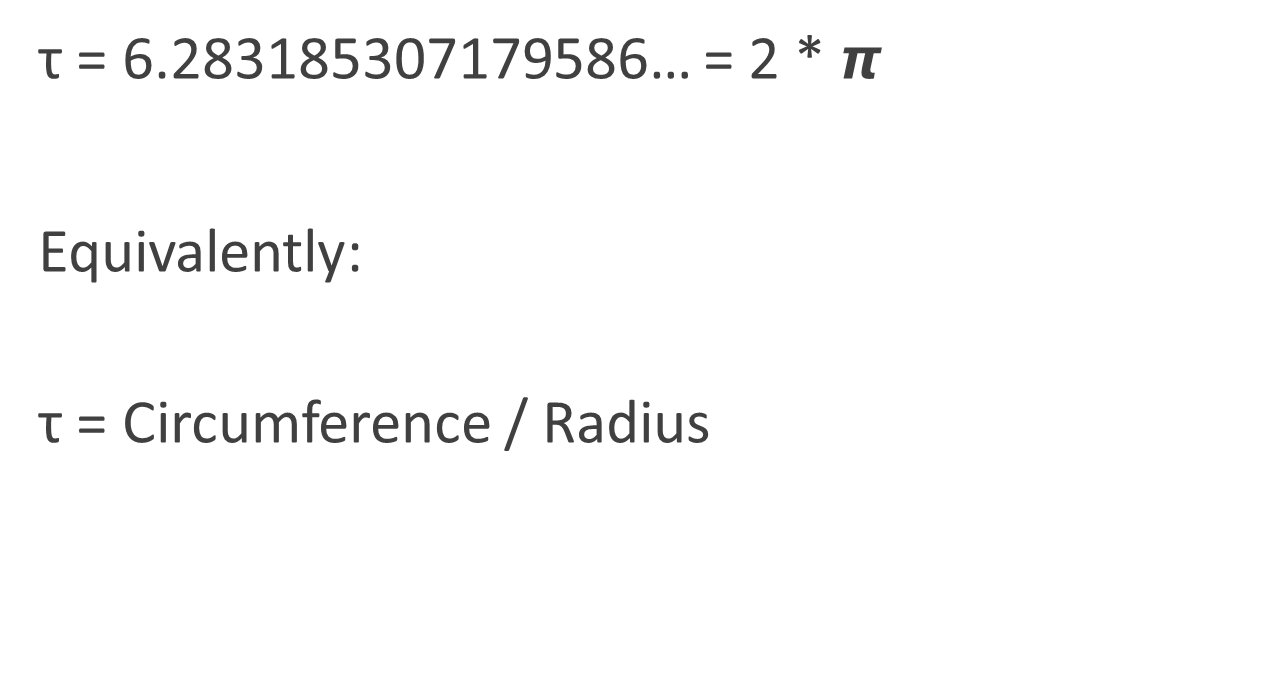 τ = 6.283185307179586... = 2 * π
Equivalently:
τ = Circumference / Radius